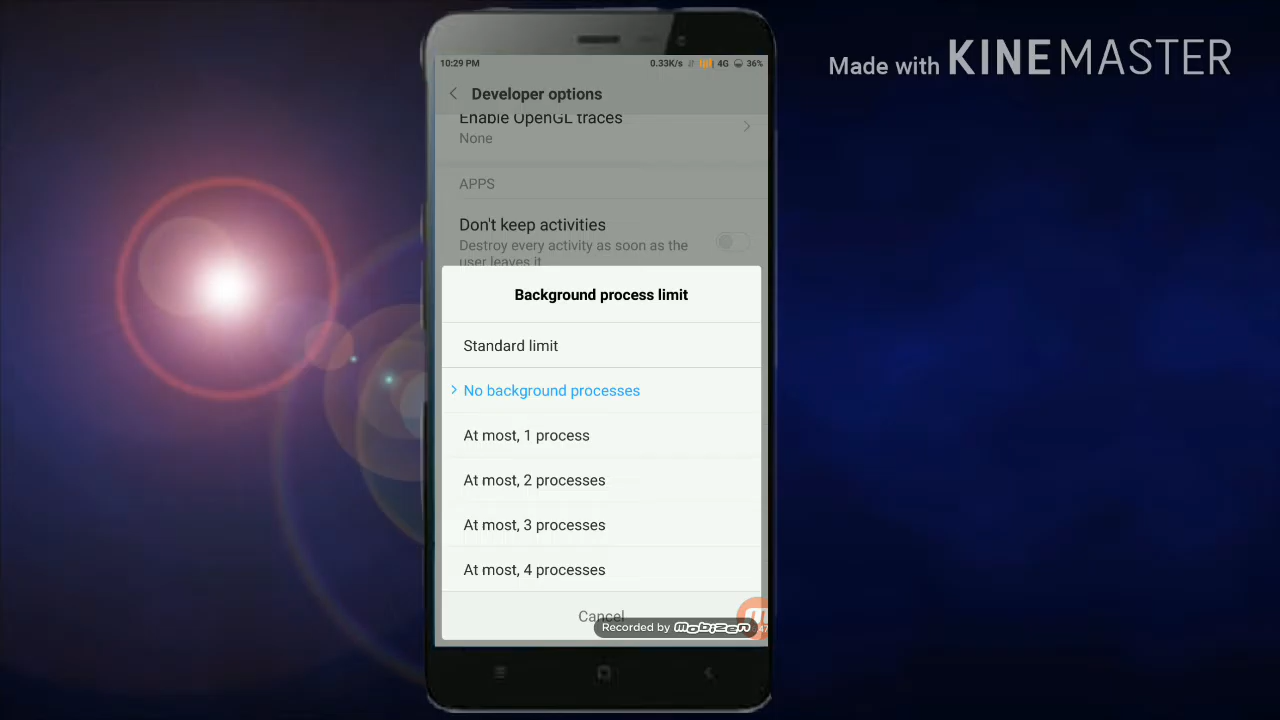 Made with KINEMASTER
10:29 PM 0.33K/s 4G 36%
Developer options
Enable OpenGL traces
None
APPS
Don't keep activities
Destroy every activity as soon as the
user leaves it
Background process limit
Standard limit
No background processes
At most, 1 process
At most, 2 processes
At most, 3 processes
At most, 4 processes
Cancel
Recorded by mobizen